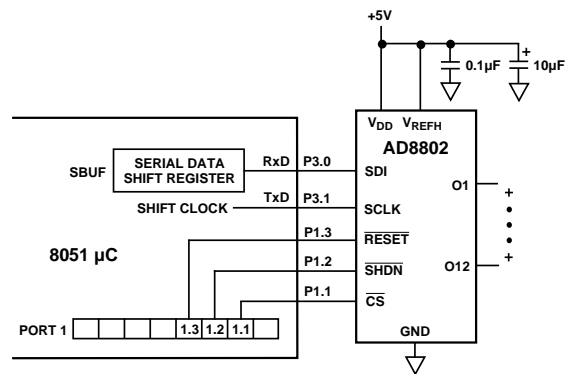 +5V
+
0.1µF
10µF
VDD VREFH
AD8802
SERIAL DATA
SHIFT REGISTER
SBUF
RxD
P3.0
SDI
O1
+
SHIFT CLOCK
TxD
P3.1
SCLK
P1.3
RESET
8051 µC
P1.2
SHDN
O12
+
P1.1
CS
PORT 1
1.3 1.2 1.1
GND